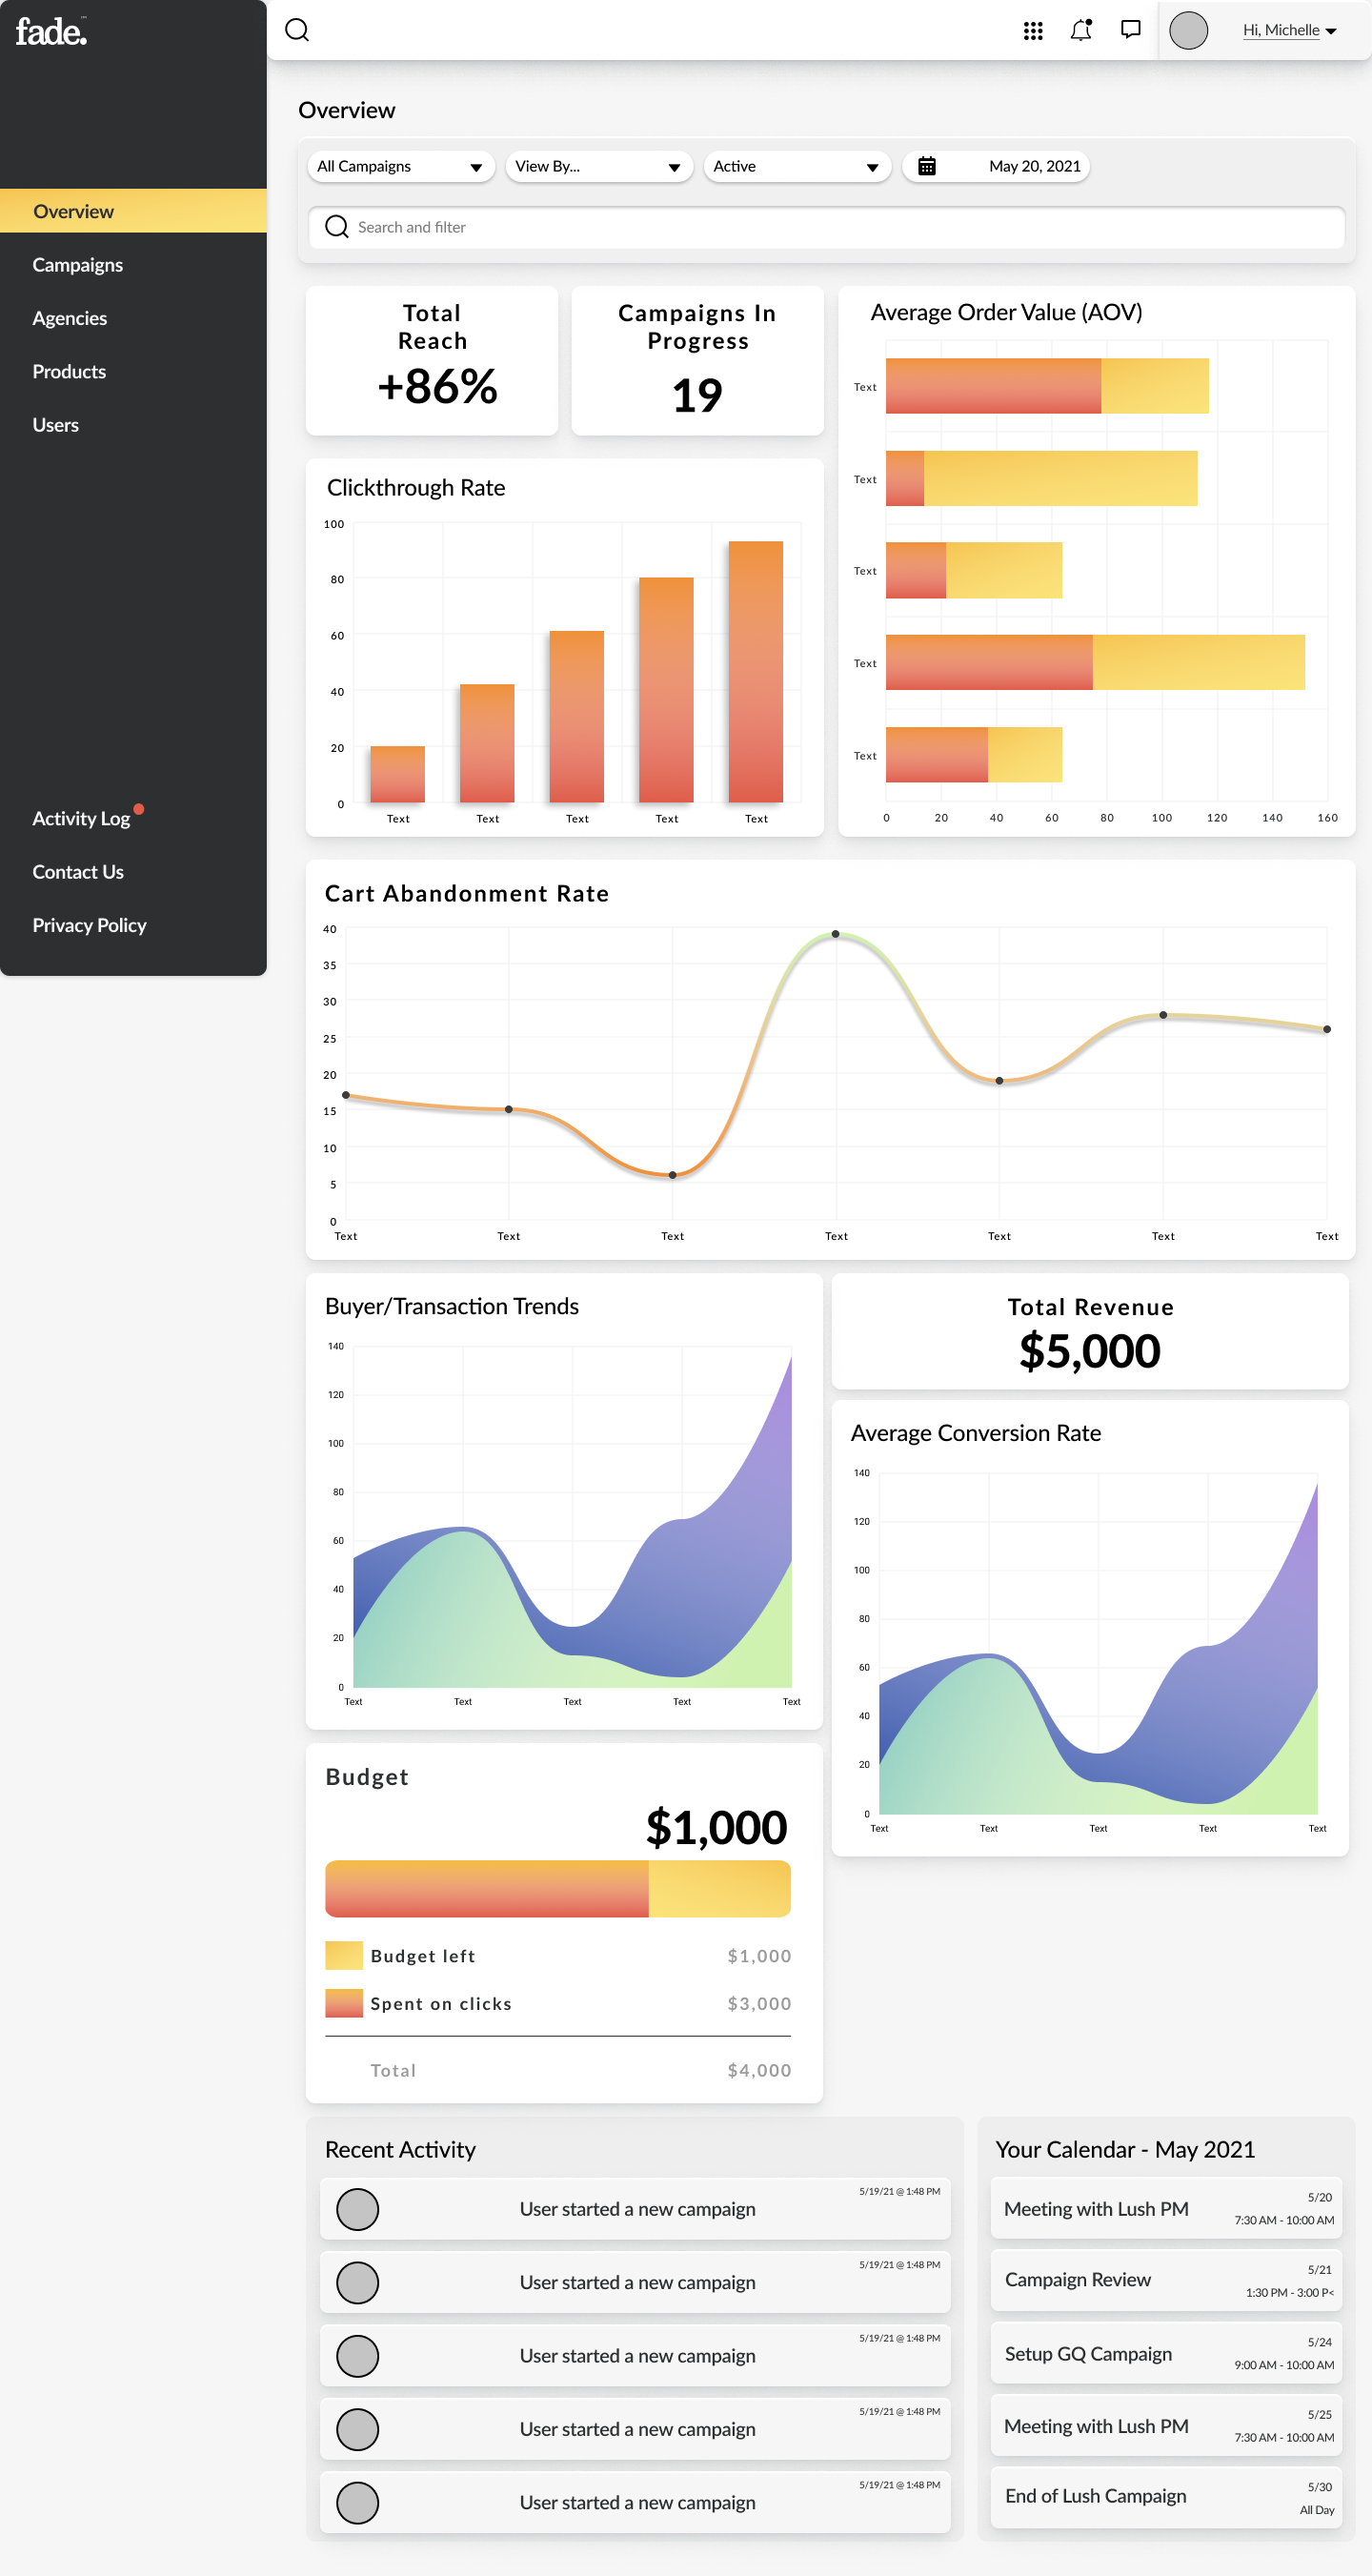 fade.
Hi, Michelle
Overview
Campaigns
Agencies
Products
Users
Activity Log
Contact Us
Privacy Policy
Overview
All Campaigns
View By...
Active
May 20, 2021
Search and filter
Total
Reach
+86%
Campaigns In
Progress
19
Clickthrough Rate
100
80
60
40
20
0
Text Text Text Text Text
Average Order Value (AOV)
Text
Text
Text
Text
Text
0 20 40 60 80 100 120 140 160
Cart Abandonment Rate
40
35
30
25
20
15
10
5
0
Text Text Text Text Text Text Text
Buyer/Transaction Trends
140
120
100
80
60
40
20
0
Text Text Text Text Text
Total Revenue
$5,000
Average Conversion Rate
140
120
100
80
60
40
20
0
Text Text Text Text Text
Budget
$1,000
Budget left $1,000
Spent on clicks $3,000
Total $4,000
Recent Activity
5/19/21 @ 1:48 PM
User started a new campaign
5/19/21 @ 1:48 PM
User started a new campaign
5/19/21 @ 1:48 PM
User started a new campaign
5/19/21 @ 1:48 PM
User started a new campaign
5/19/21 @ 1:48 PM
User started a new campaign
Your Calendar - May 2021
Meeting with Lush PM
5/20
7:30 AM - 10:00 AM
Campaign Review
5/21
1:30 PM - 3:00 P<
Setup GQ Campaign
5/24
9:00 AM - 10:00 AM
Meeting with Lush PM
5/25
7:30 AM - 10:00 AM
End of Lush Campaign
5/30
All Day